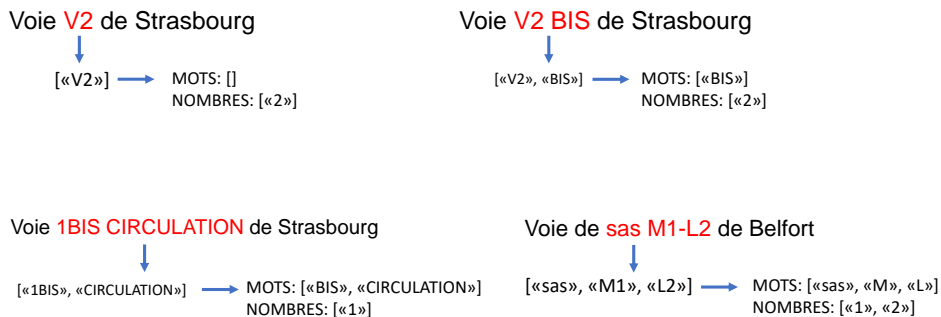 Voie V2 de Strasbourg
[«V2»]
MOTS: []
NOMBRES: [«2»]
Voie V2 BIS de Strasbourg
[«V2», «BIS»]
MOTS: [«BIS»]
NOMBRES: [«2»]
Voie 1BIS CIRCULATION de Strasbourg
[«1BIS», «CIRCULATION»]
MOTS: [«BIS», «CIRCULATION»]
NOMBRES: [«1»]
Voie de sas M1-L2 de Belfort
[«sas», «M1», «L2»]
MOTS: [«sas», «M», «L»]
NOMBRES: [«1», «2»]